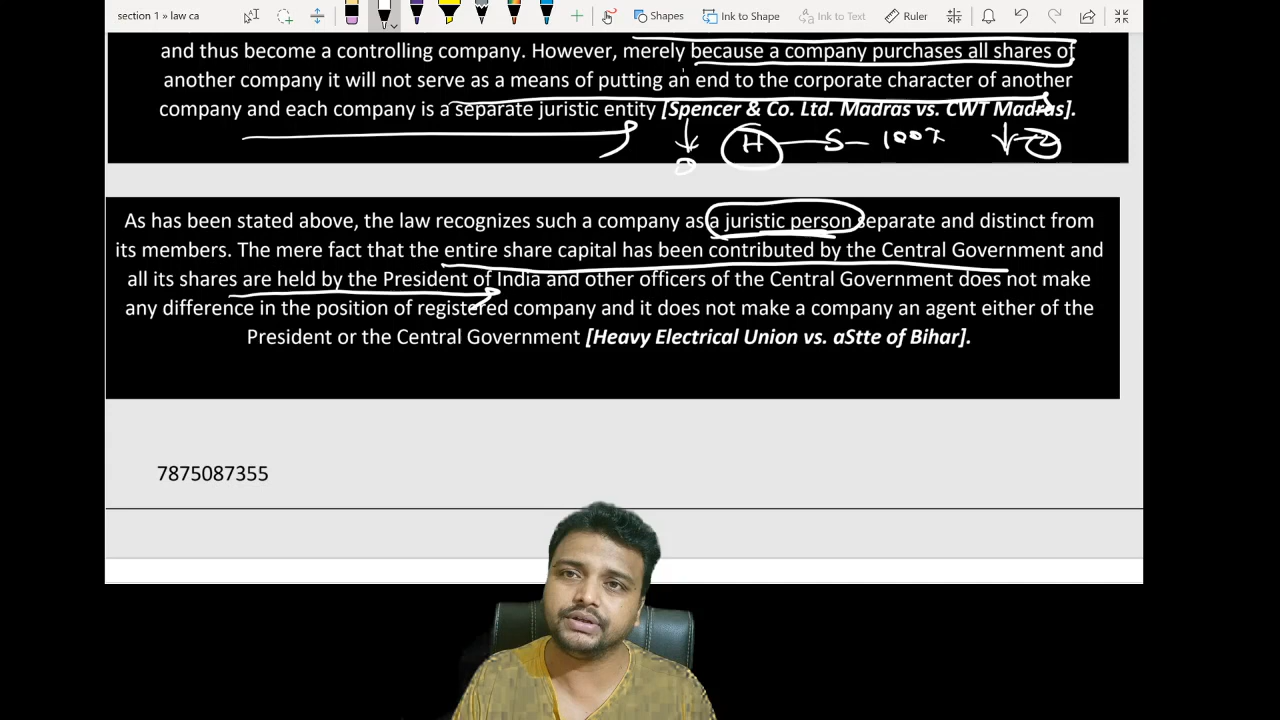 section 1 » law ca
Shapes
Ink to Shape
Ink to Text
Ruler
and thus become a controlling company. However, merely because a company purchases all shares of
another company it will not serve as a means of putting an end to the corporate character of another
company and each company is a separate juristic entity [Spencer & Co. Ltd. Madras vs. CWT Madras].
H S 100%
As has been stated above, the law recognizes such a company as a juristic person separate and distinct from
its members. The mere fact that the entire share capital has been contributed by the Central Government and
all its shares are held by the President of India and other officers of the Central Government does not make
any difference in the position of registered company and it does not make a company an agent either of the
President or the Central Government [Heavy Electrical Union vs. aStte of Bihar].
7875087355